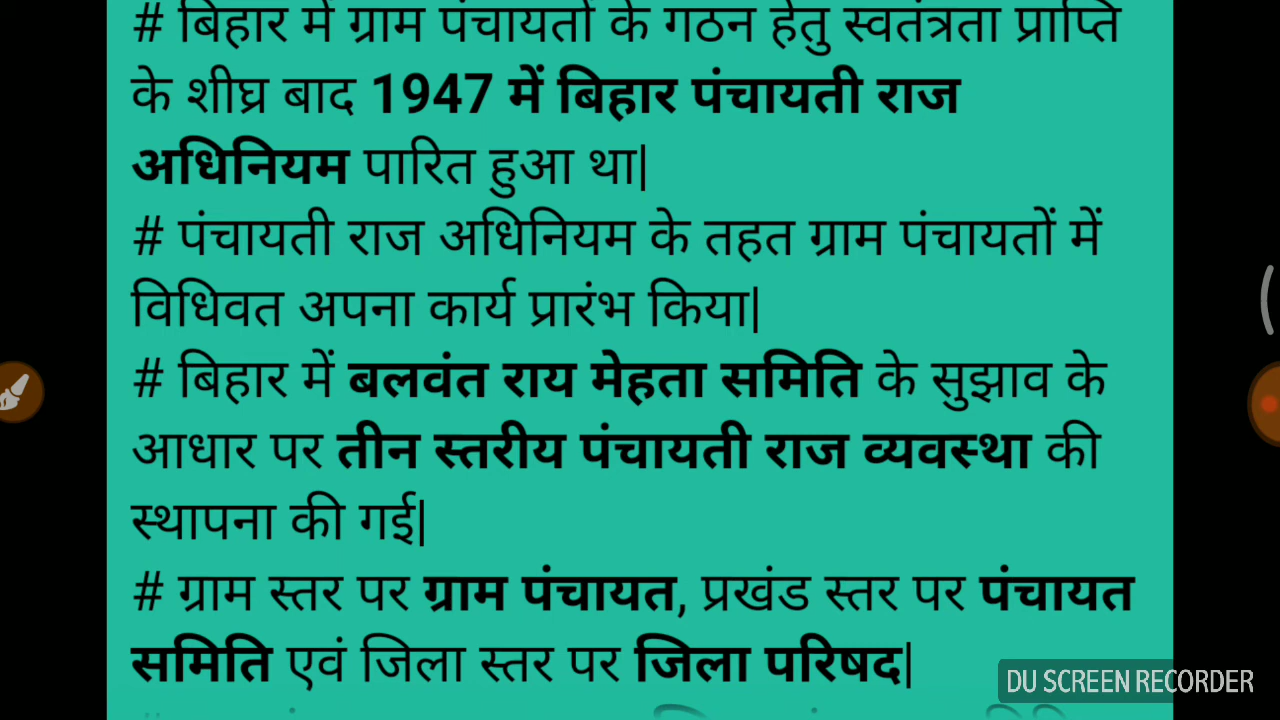 # बिहार में ग्राम पंचायतों के गठन हेतु स्वतंत्रता प्राप्ति
के शीघ्र बाद 1947 में बिहार पंचायती राज
अधिनियम पारित हुआ था|
# पंचायती राज अधिनियम के तहत ग्राम पंचायतों में
विधिवत अपना कार्य प्रारंभ किया|
# बिहार में बलवंत राय मेहता समिति के सुझाव के
आधार पर तीन स्तरीय पंचायती राज व्यवस्था की
स्थापना की गई|
# ग्राम स्तर पर ग्राम पंचायत, प्रखंड स्तर पर पंचायत
समिति एवं जिला स्तर पर जिला परिषद|
DU SCREEN RECORDER